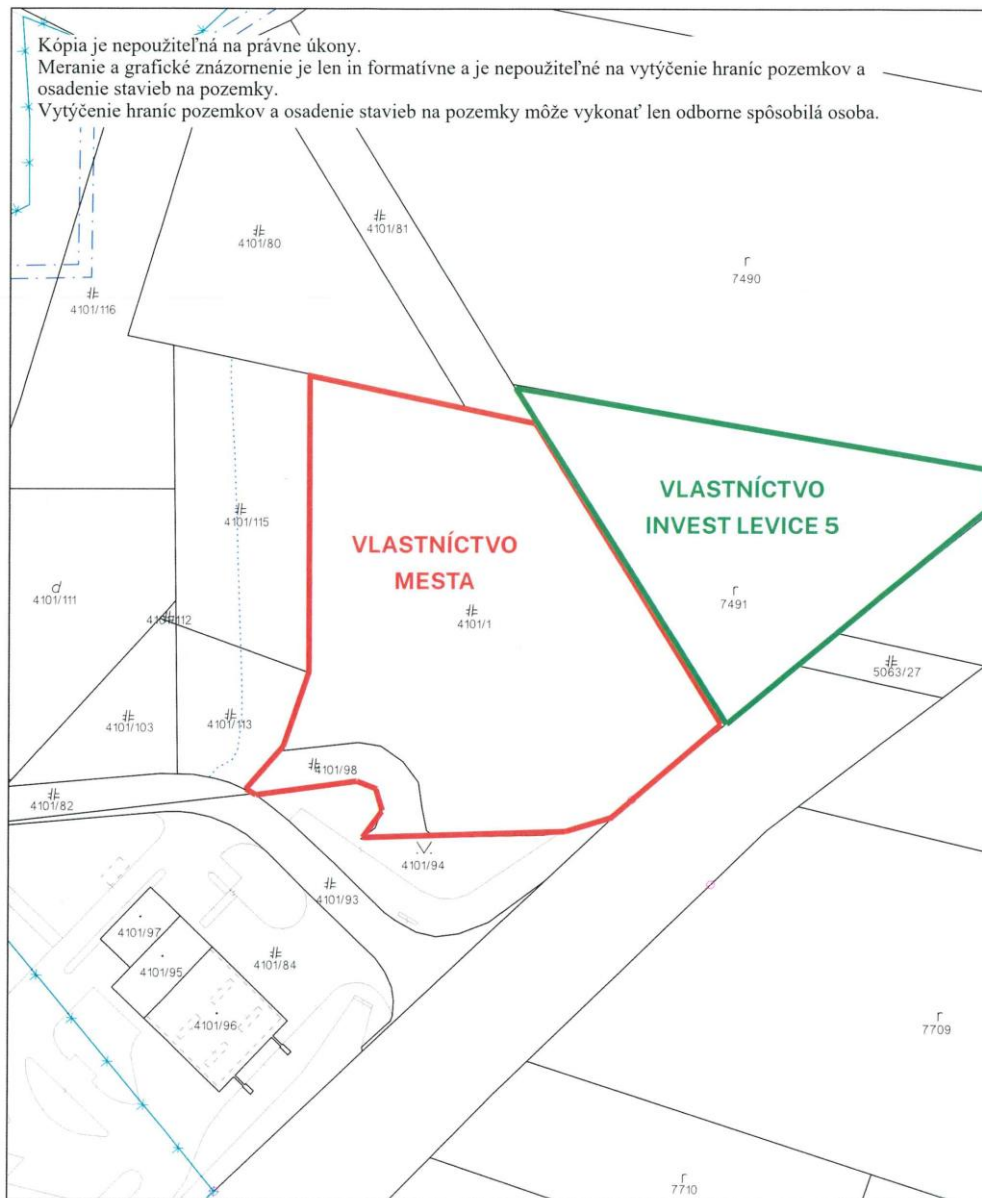 Kópia je nepoužiteľná na právne úkony.
Meranie a grafické znázornenie je len in formatívne a je nepoužiteľné na vytýčenie hraníc pozemkov a
osadenie stavieb na pozemky.
Vytýčenie hraníc pozemkov a osadenie stavieb na pozemky môže vykonať len odborne spôsobilá osoba.
4101/81
4101/80
r
7490
4101/116
VLASTNÍCTVO
INVEST LEVICE 5
4101/115
VLASTNÍCTVO
MESTA
d
4101/111
r
7491
4101/1
4101/112
5063/27
4101/103
4101/113
4101/98
4101/82
4101/94
4101/93
4101/97
4101/95
4101/84
4101/96
r
7709
r
7710